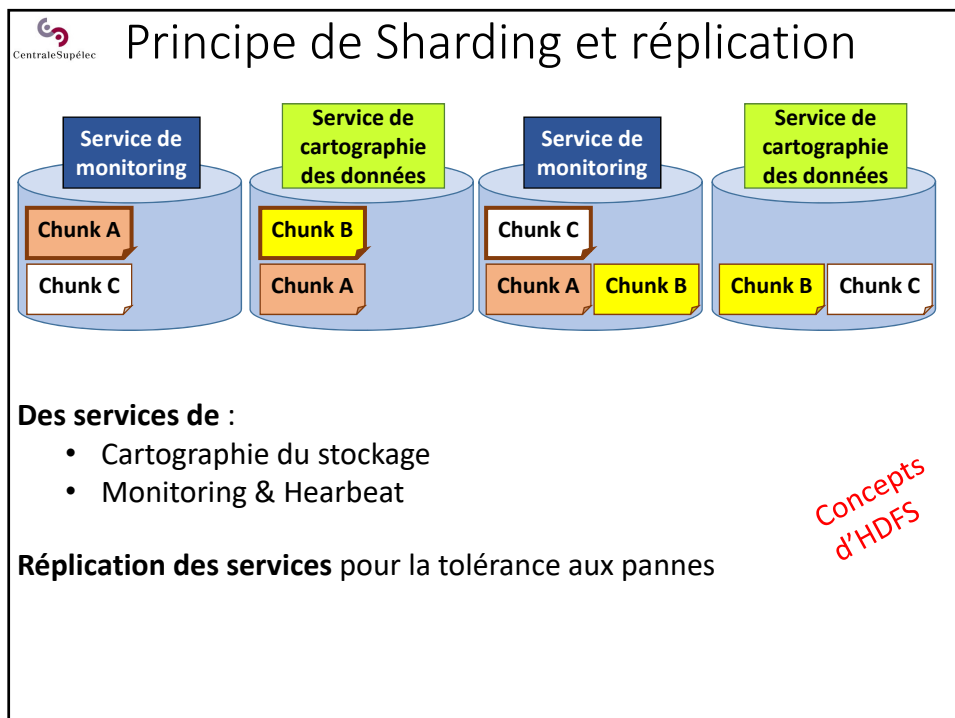 CentraleSupélec
Principe de Sharding et réplication
Service de
monitoring
Service de
cartographie
des données
Service de
monitoring
Service de
cartographie
des données
Chunk A
Chunk C
Chunk B
Chunk A
Chunk C
Chunk A
Chunk B
Chunk B
Chunk C
Des services de :
• Cartographie du stockage
• Monitoring & Hearbeat
Concepts
d'HDFS
Réplication des services pour la tolérance aux pannes